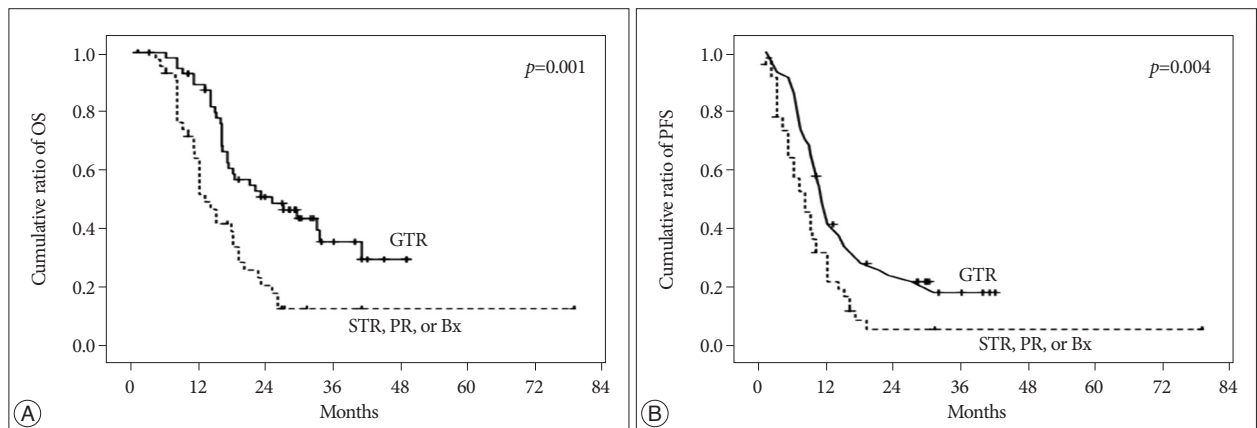 Cumulative ratio of OS
1.0
0.8
0.6
0.4
0.2
0.0
p=0.001
GTR
STR, PR, or Bx
0 12 24 36 48 60 72 84
Months
A
Cumulative ratio of PFS
1.0
0.8
0.6
0.4
0.2
0.0
p=0.004
GTR
STR, PR, or Bx
0 12 24 36 48 60 72 84
Months
B